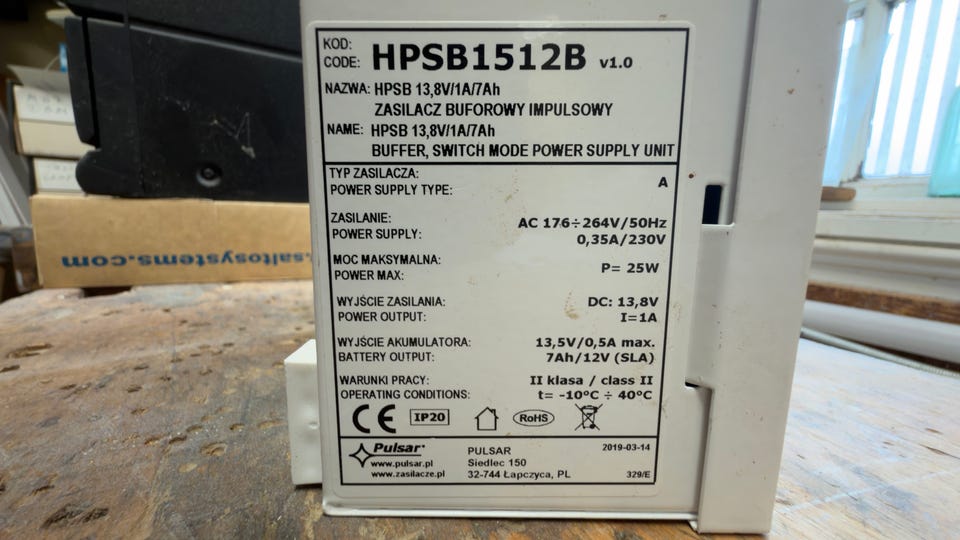 KOD:
CODE: HPSB1512B v1.0
NAZWA: HPSB 13,8V/1A/7Ah
ZASILACZ BUFOROWY IMPULSOWY
NAME: HPSB 13,8V/1A/7Ah
BUFFER, SWITCH MODE POWER SUPPLY UNIT
TYP ZASILACZA:
POWER SUPPLY TYPE: A
ZASILANIE: AC 176÷264V/50Hz
POWER SUPPLY: 0,35A/230V
MOC MAKSYMALNA:
POWER MAX: P= 25W
WYJŚCIE ZASILANIA: DC: 13,8V
POWER OUTPUT: I=1A
WYJŚCIE AKUMULATORA: 13,5V/0,5A max.
BATTERY OUTPUT: 7Ah/12V (SLA)
WARUNKI PRACY: II klasa / class II
OPERATING CONDITIONS: t= -10ºC ÷ 40ºC
CE IP20 RoHS
Pulsar
www.pulsar.pl
www.zasilacze.pl
PULSAR
Siedlec 150
32-744 Łapczyca, PL
2019-03-14
329/E
.saltosystems.com